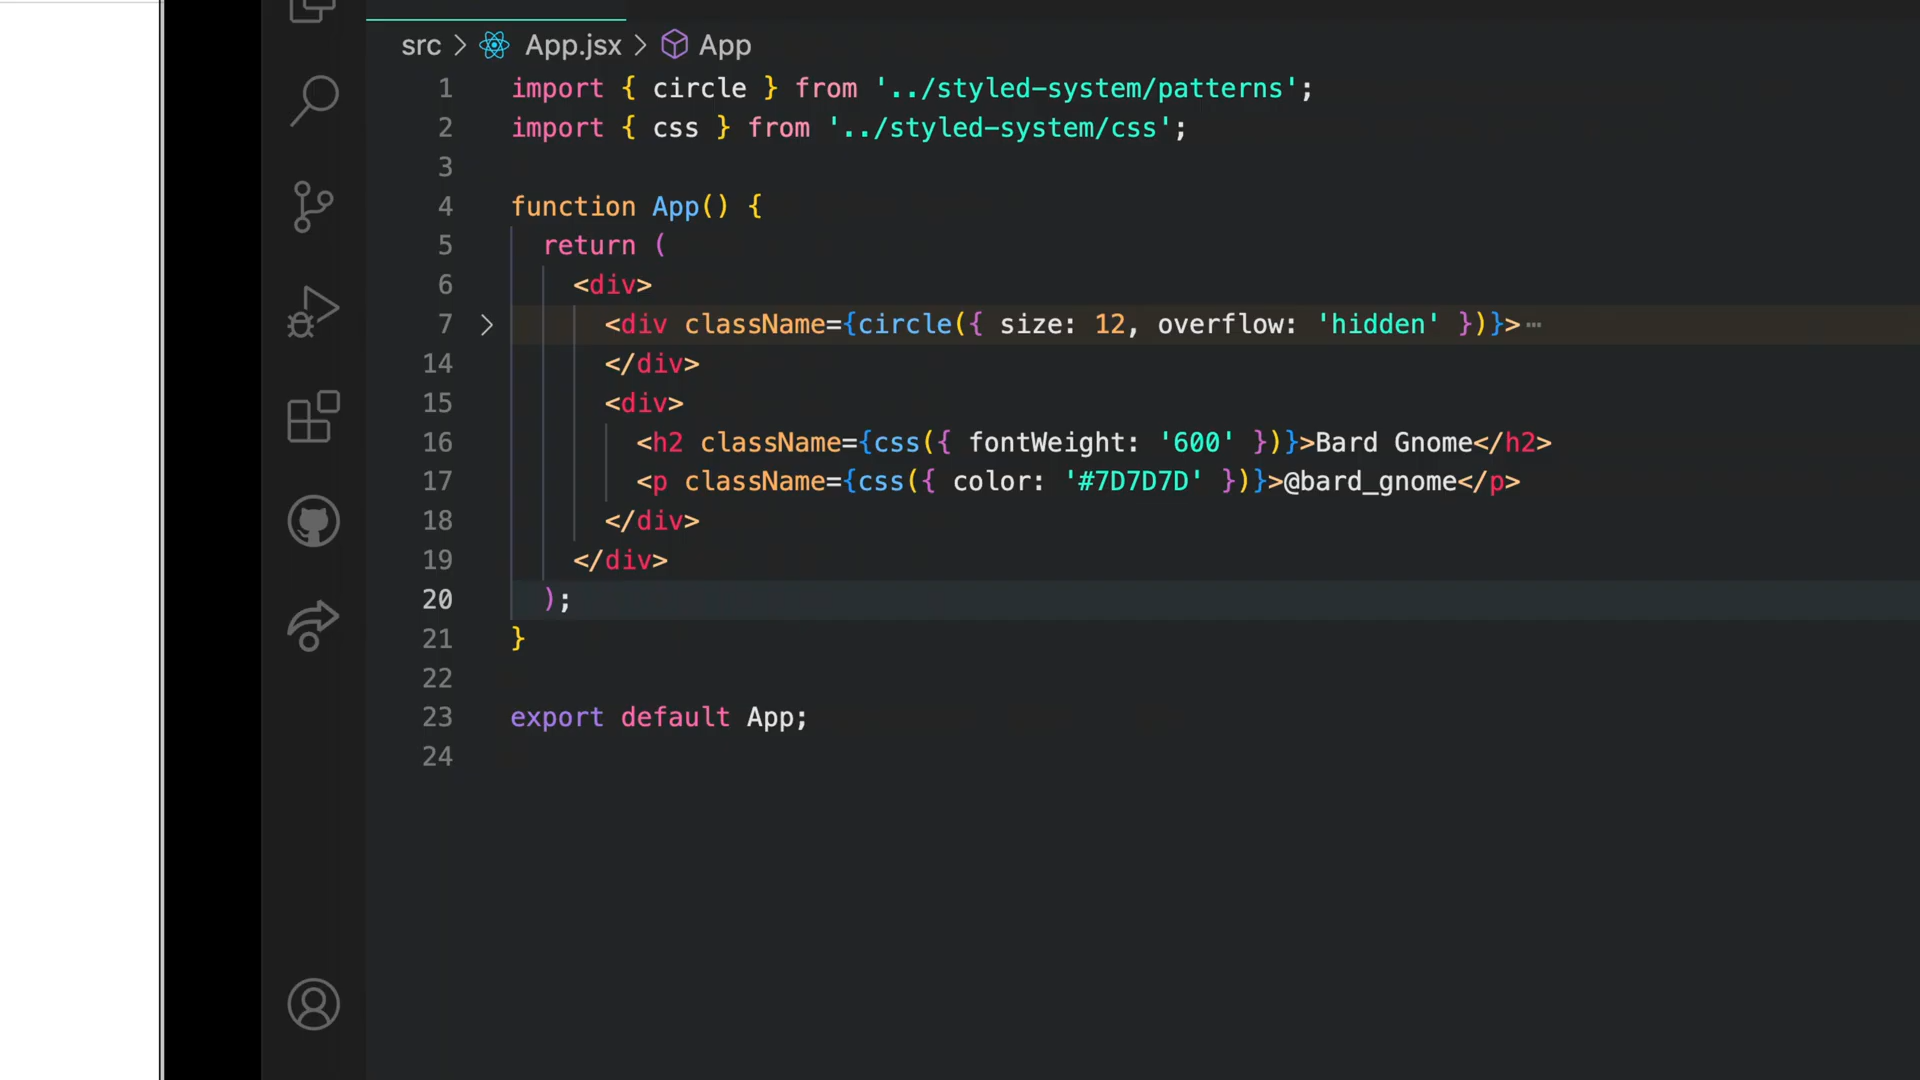 src > App.jsx > App
1 import { circle } from '../styled-system/patterns';
2 import { css } from '../styled-system/css';
3
4 function App() {
5 return (
6 <div>
7 <div className={circle({ size: 12, overflow: 'hidden' })}>⋯
14 </div>
15 <div>
16 <h2 className={css({ fontWeight: '600' })}>Bard Gnome</h2>
17 <p className={css({ color: '#7D7D7D' })}>@bard_gnome</p>
18 </div>
19 </div>
20 );
21 }
22
23 export default App;
24